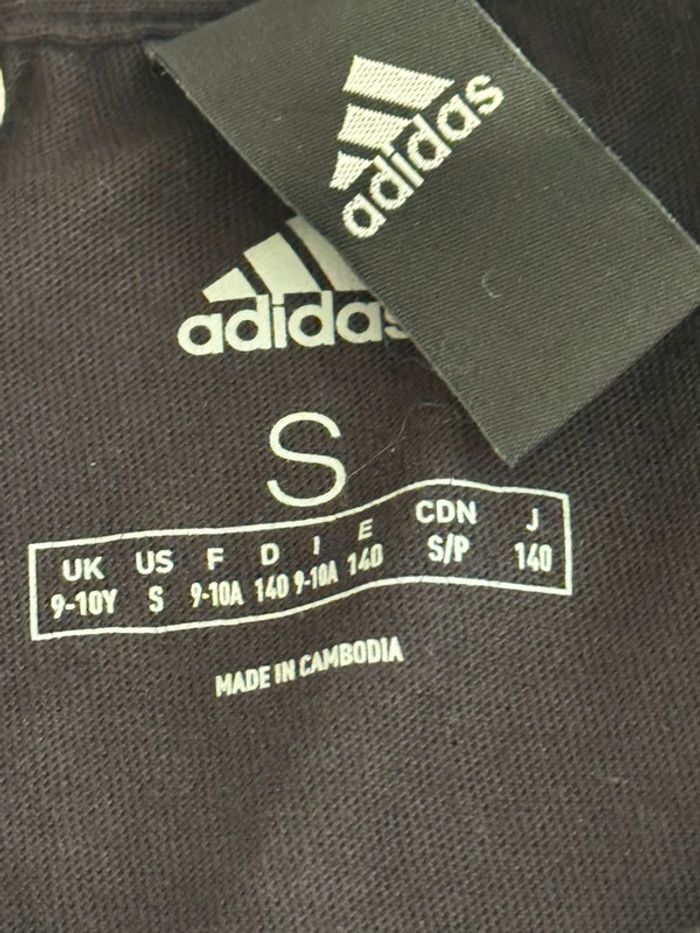 adidas
adidas
S
UK US F D I E CDN J
9-10Y S 9-10A 140 9-10A 140 S/P 140
MADE IN CAMBODIA